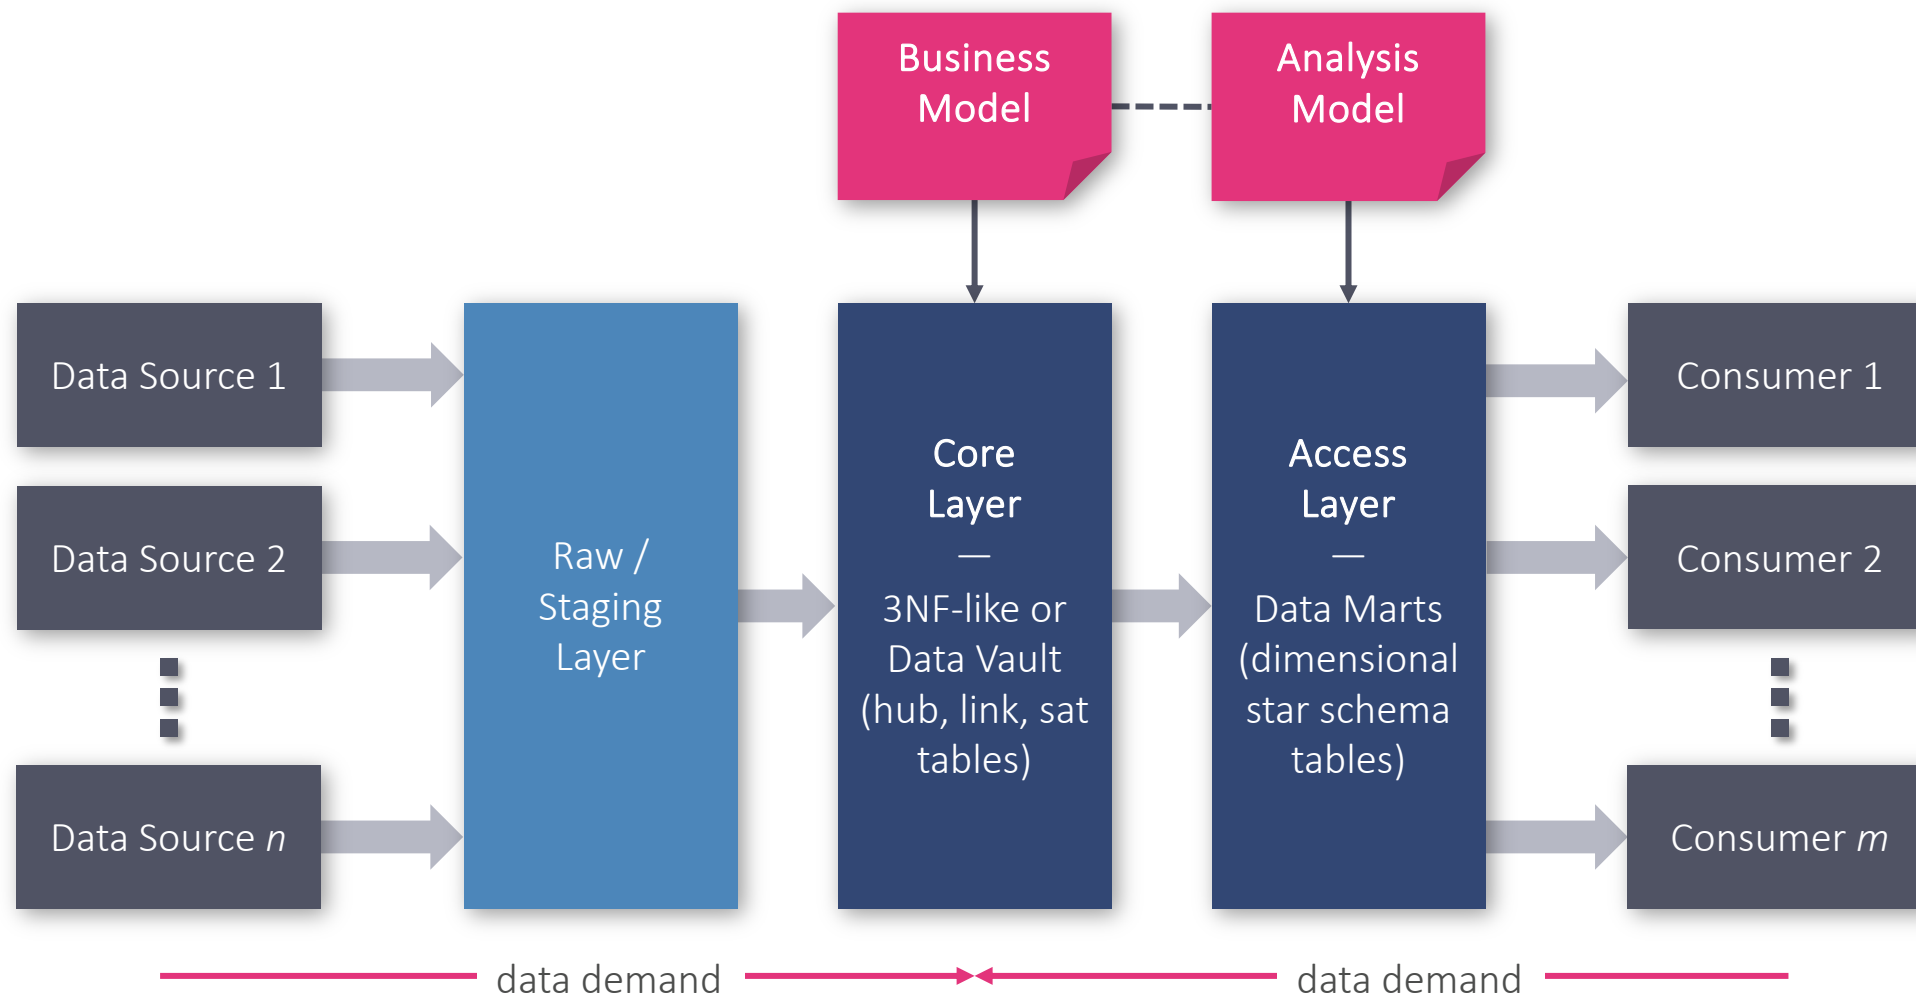 Business
Model
Analysis
Model
Data Source 1
Data Source 2
Data Source n
Raw /
Staging
Layer
Core
Layer
—
3NF-like or
Data Vault
(hub, link, sat
tables)
Access
Layer
—
Data Marts
(dimensional
star schema
tables)
Consumer 1
Consumer 2
Consumer m
data demand
data demand